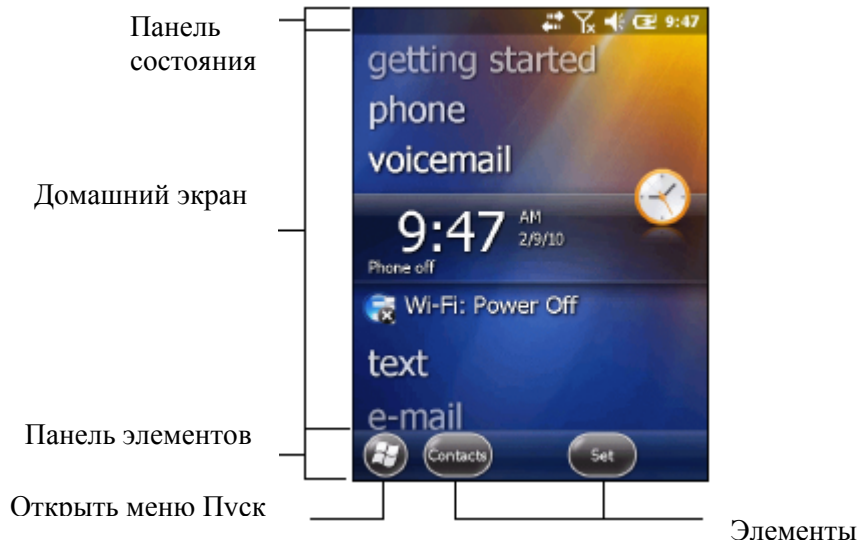 Панель
состояния
9:47
getting started
phone
voicemail
Домашний экран
9:47 AM
2/9/10
Phone off
Wi-Fi: Power Off
text
e-mail
Панель элементов
Contacts
Set
Открыть меню Пуск
Элементы